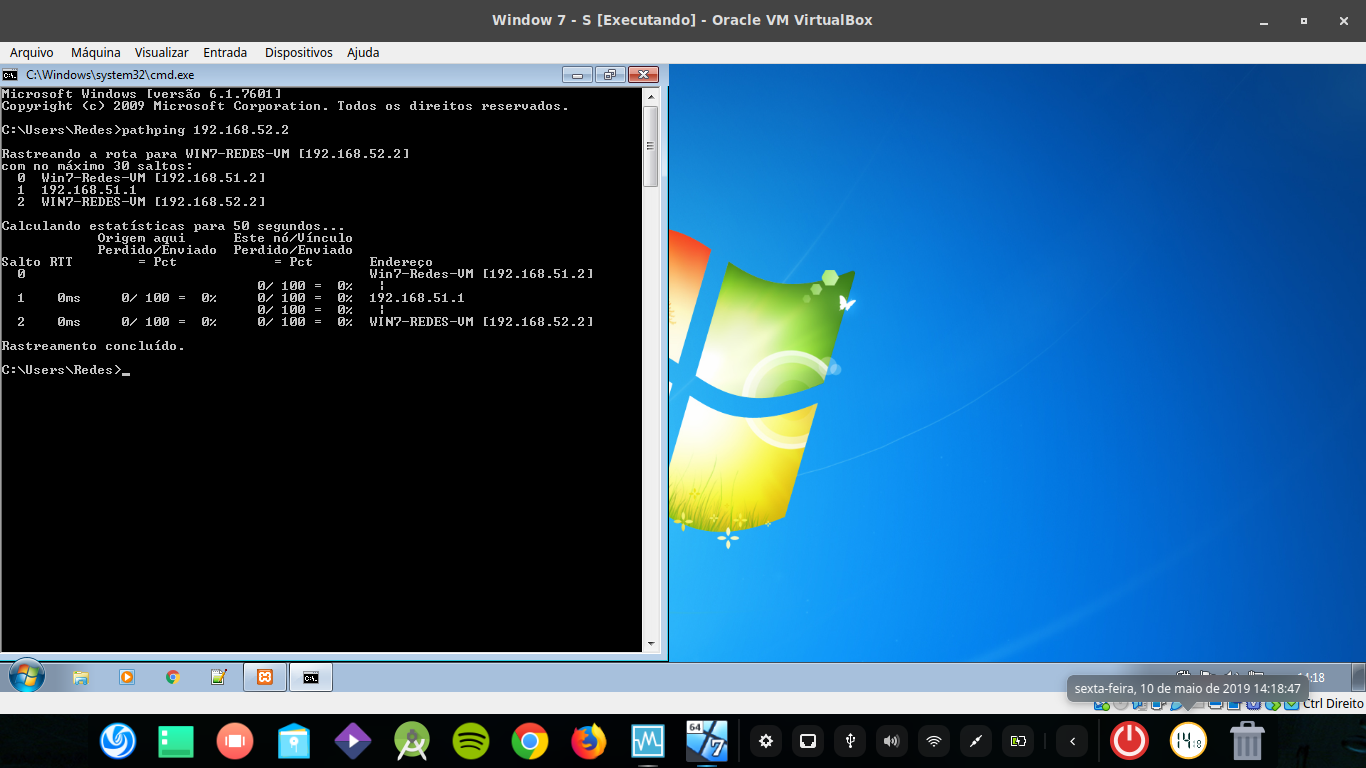 Window 7 - S [Executando] - Oracle VM VirtualBox
Arquivo Máquina Visualizar Entrada Dispositivos Ajuda
C:\Windows\system32\cmd.exe
Microsoft Windows [versão 6.1.7601]
Copyright (c) 2009 Microsoft Corporation. Todos os direitos reservados.
C:\Users\Redes>pathping 192.168.52.2
Rastreando a rota para WIN7-REDES-VM [192.168.52.2]
com no máximo 30 saltos:
0 Win7-Redes-VM [192.168.51.2]
1 192.168.51.1
2 WIN7-REDES-VM [192.168.52.2]
Calculando estatísticas para 50 segundos...
Origem aqui Este nó/Vínculo
Perdido/Enviado Perdido/Enviado
Salto RTT = Pct = Pct Endereço
0 Win7-Redes-VM [192.168.51.2]
0/ 100 = 0% ¦
1 0ms 0/ 100 = 0% 0/ 100 = 0% 192.168.51.1
0/ 100 = 0% ¦
2 0ms 0/ 100 = 0% 0/ 100 = 0% WIN7-REDES-VM [192.168.52.2]
Rastreamento concluído.
C:\Users\Redes>_
14:18
sexta-feira, 10 de maio de 2019 14:18:47
Ctrl Direito
64
7
14:18